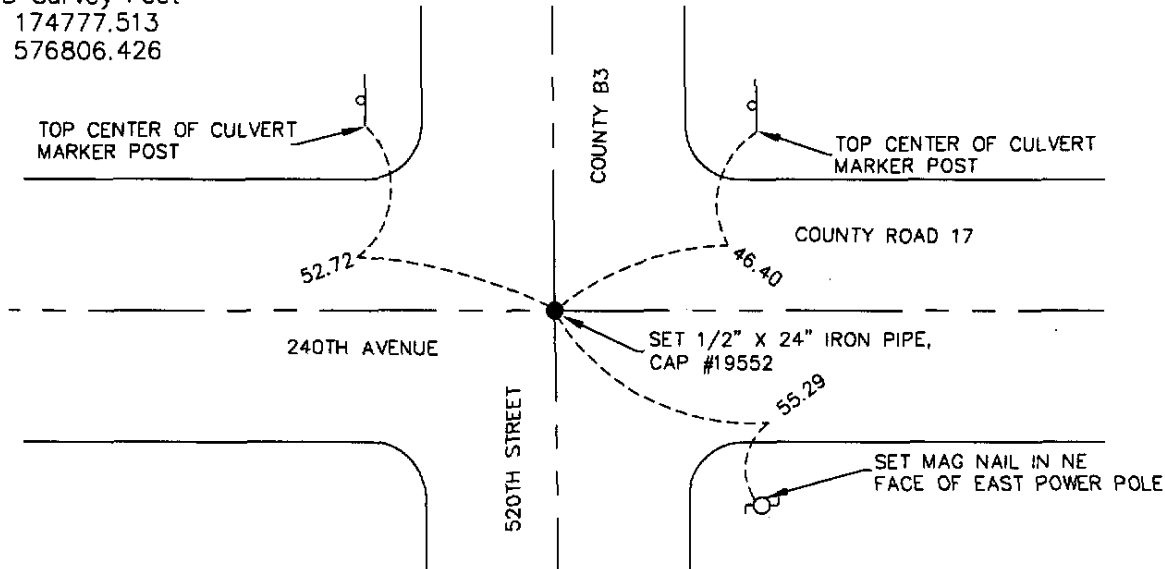 Survey Feet
174777.513
576806.426
TOP CENTER OF CULVERT
MARKER POST
COUNTY B3
TOP CENTER OF CULVERT
MARKER POST
COUNTY ROAD 17
52.72
46.40
240TH AVENUE
SET 1/2" X 24" IRON PIPE,
CAP #19552
55.29
520TH STREET
SET MAG NAIL IN NE
FACE OF EAST POWER POLE